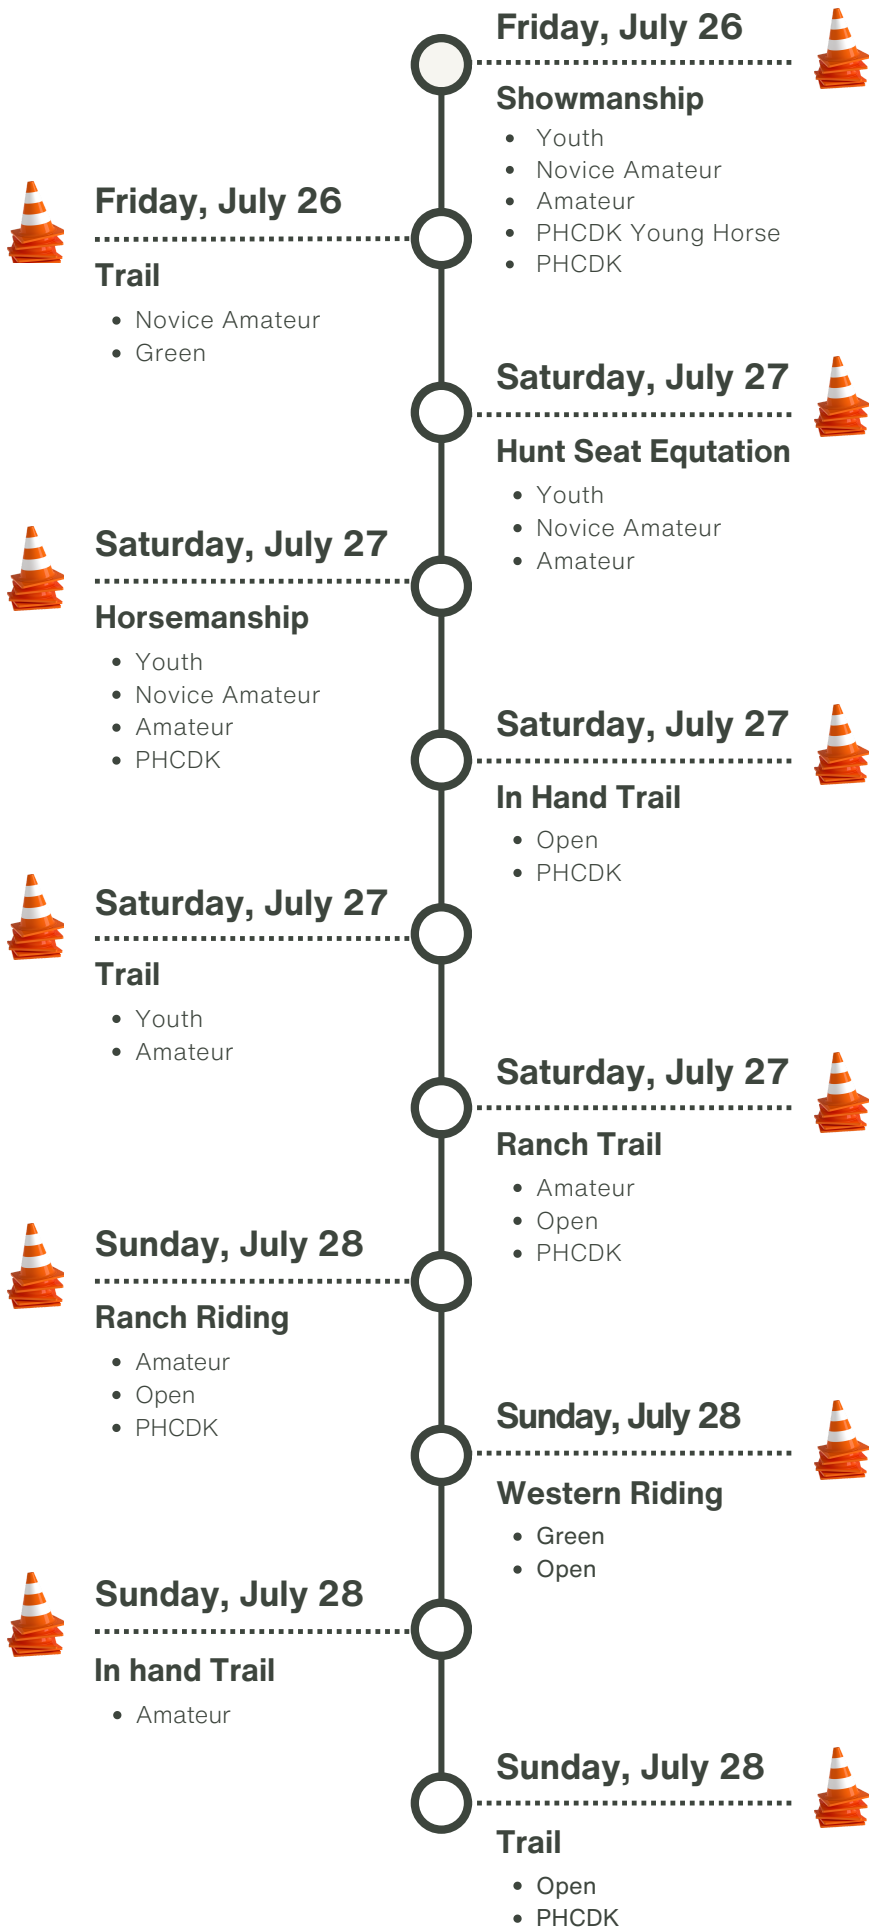 Friday, July 26
Showmanship
Youth
Novice Amateur
Amateur
PHCDK Young Horse
PHCDK
Friday, July 26
Trail
Novice Amateur
Green
Saturday, July 27
Hunt Seat Equtation
Youth
Novice Amateur
Amateur
Saturday, July 27
Horsemanship
Youth
Novice Amateur
Amateur
PHCDK
Saturday, July 27
In Hand Trail
Open
PHCDK
Saturday, July 27
Trail
Youth
Amateur
Saturday, July 27
Ranch Trail
Amateur
Open
PHCDK
Sunday, July 28
Ranch Riding
Amateur
Open
PHCDK
Sunday, July 28
Western Riding
Green
Open
Sunday, July 28
In hand Trail
Amateur
Sunday, July 28
Trail
Open
PHCDK